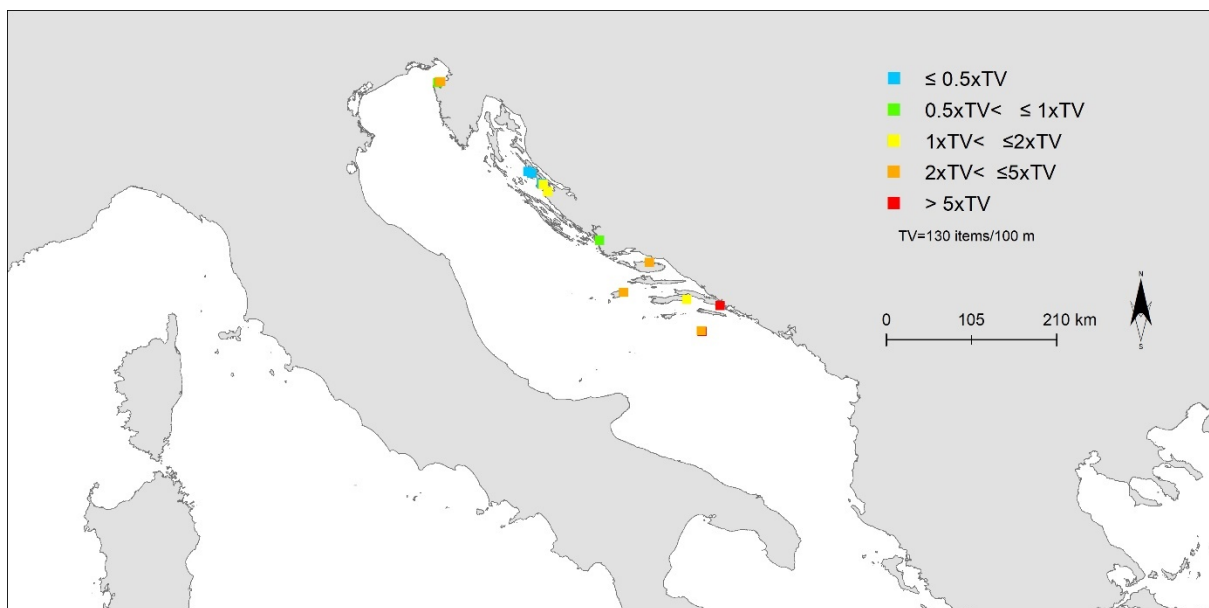 ≤ 0.5xTV
0.5xTV< ≤ 1xTV
1xTV< ≤2xTV
2xTV< ≤5xTV
> 5xTV
TV=130 items/100 m
N
0 105 210 km
S